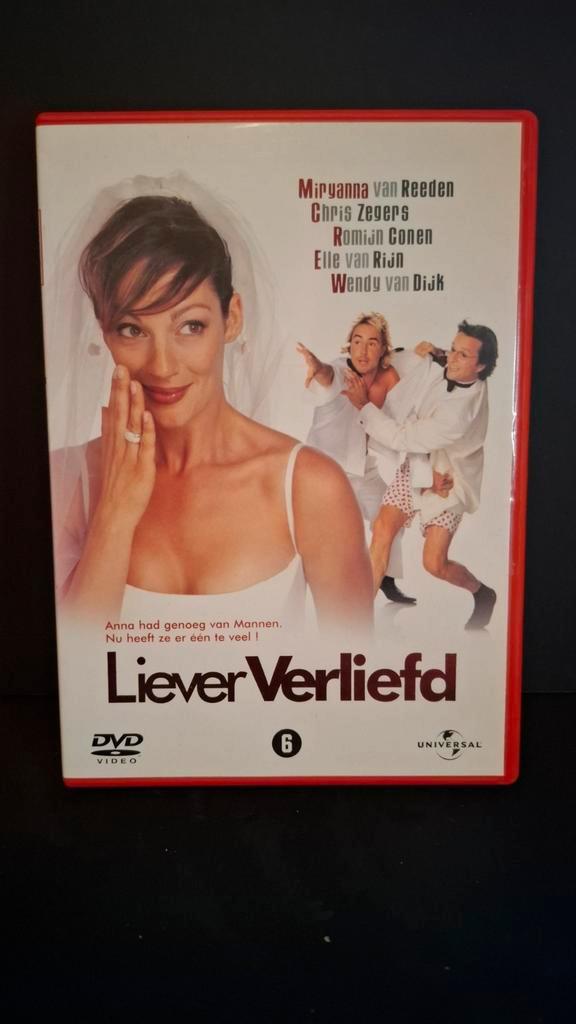 Miryanna van Reeden
Chris Zegers
Romijn Conen
Elle van Rijn
Wendy van Dijk
Anna had genoeg van Mannen.
Nu heeft ze er één te veel !
Liever Verliefd
DVD
VIDEO
6
UNIVERSAL